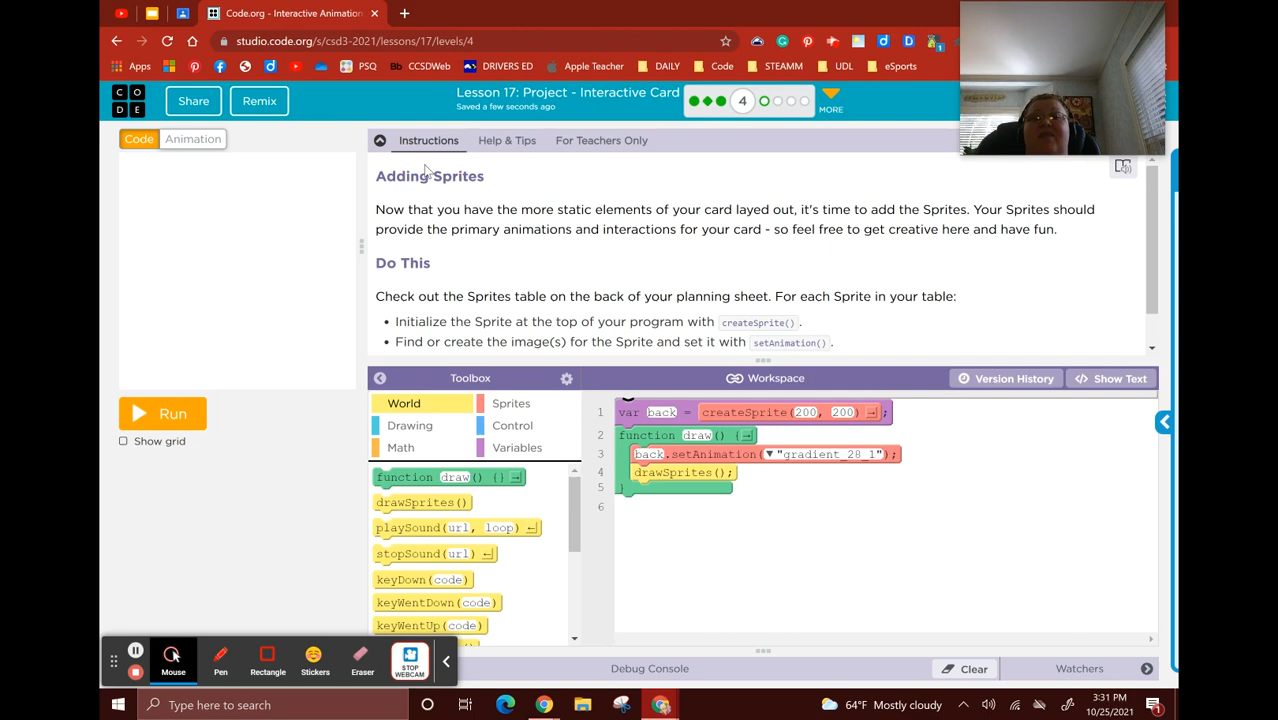 Code.org - Interactive Animation
studio.code.org/s/csd3-2021/lessons/17/levels/4
Apps
PSQ
Bb CCSDWeb
DRIVERS ED
Apple Teacher
DAILY
Code
STEAMM
UDL
eSports
CODE
Share
Remix
Lesson 17: Project - Interactive Card
Saved a few seconds ago
4
MORE
Code
Animation
Instructions
Help & Tips
For Teachers Only
Adding Sprites
Now that you have the more static elements of your card layed out, it's time to add the Sprites. Your Sprites should
provide the primary animations and interactions for your card - so feel free to get creative here and have fun.
Do This
Check out the Sprites table on the back of your planning sheet. For each Sprite in your table:
• Initialize the Sprite at the top of your program with createSprite().
• Find or create the image(s) for the Sprite and set it with setAnimation().
Run
Show grid
Toolbox
World
Sprites
Drawing
Control
Math
Variables
function draw() {}
drawSprites()
playSound(url, loop)
stopSound(url)
keyDown(code)
keyWentDown(code)
keyWentUp(code)
Workspace
Version History
</> Show Text
1 var back = createSprite(200, 200);
2 function draw() {
3 back.setAnimation(▼"gradient_28_1");
4 drawSprites();
5 }
6
Mouse
Pen
Rectangle
Stickers
Eraser
STOP WEBCAM
Debug Console
Clear
Watchers
Type here to search
64°F Mostly cloudy
3:31 PM
10/25/2021
1